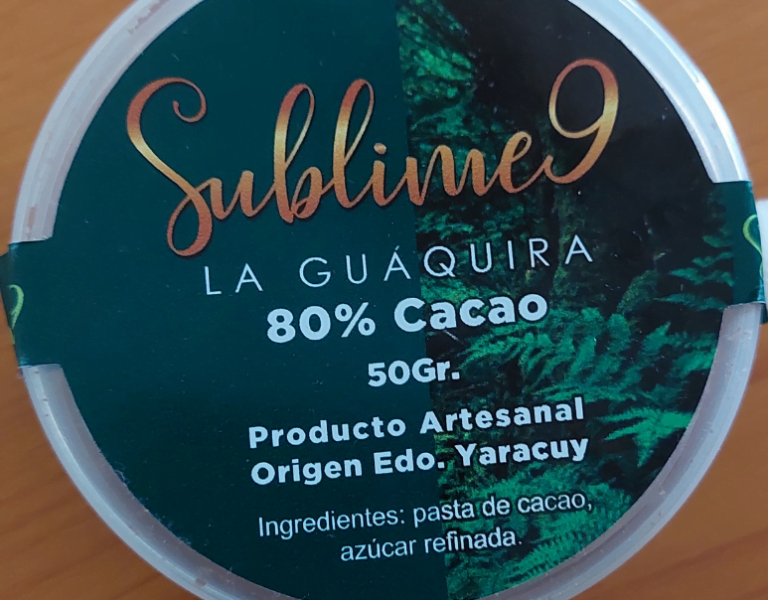 Sublime9
LA GUÁQUIRA
80% Cacao
50Gr.
Producto Artesanal
Origen Edo. Yaracuy
Ingredientes: pasta de cacao,
azúcar refinada.